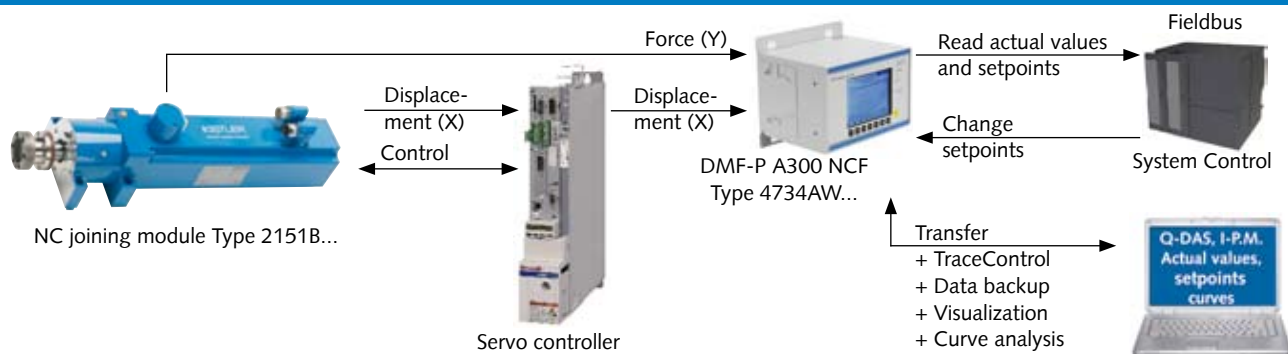 Fieldbus
Force (Y)
Read actual values
and setpoints
Displace-
ment (X)
Displace-
ment (X)
Control
Change
setpoints
KISTLER
DMF-P A300 NCF
Type 4734AW...
System Control
NC joining module Type 2151B...
Servo controller
Transfer
+ TraceControl
+ Data backup
+ Visualization
+ Curve analysis
Q-DAS, I-P.M.
Actual values,
setpoints
curves